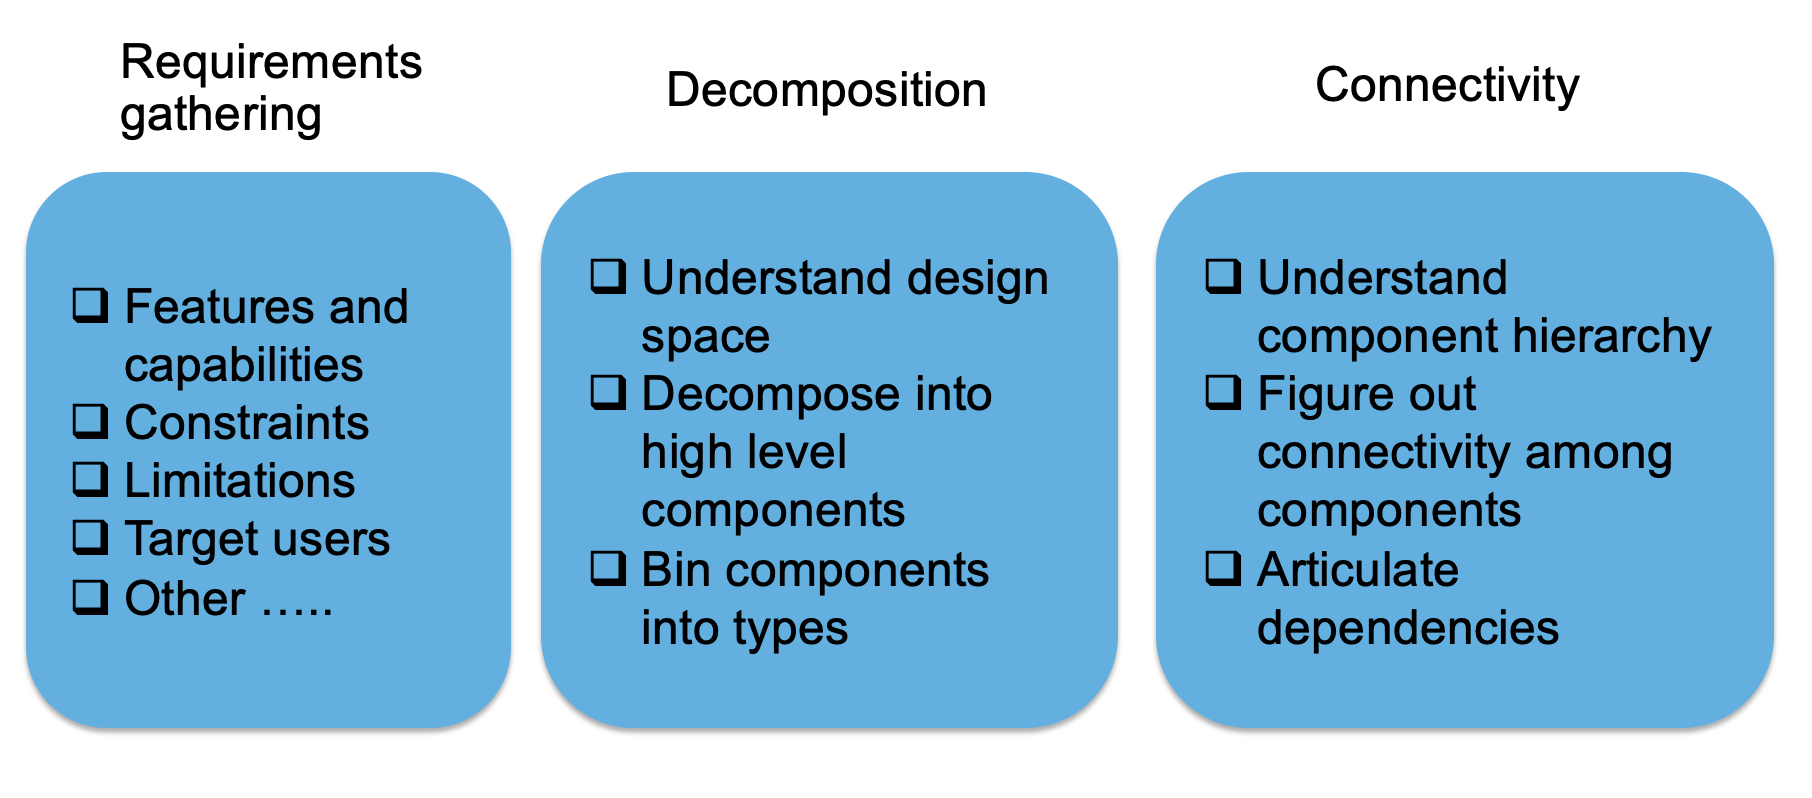 Requirements
gathering
Decomposition
Connectivity
❑ Features and
capabilities
❑ Constraints
❑ Limitations
❑ Target users
❑ Other …..
❑ Understand design
space
❑ Decompose into
high level
components
❑ Bin components
into types
❑ Understand
component hierarchy
❑ Figure out
connectivity among
components
❑ Articulate
dependencies